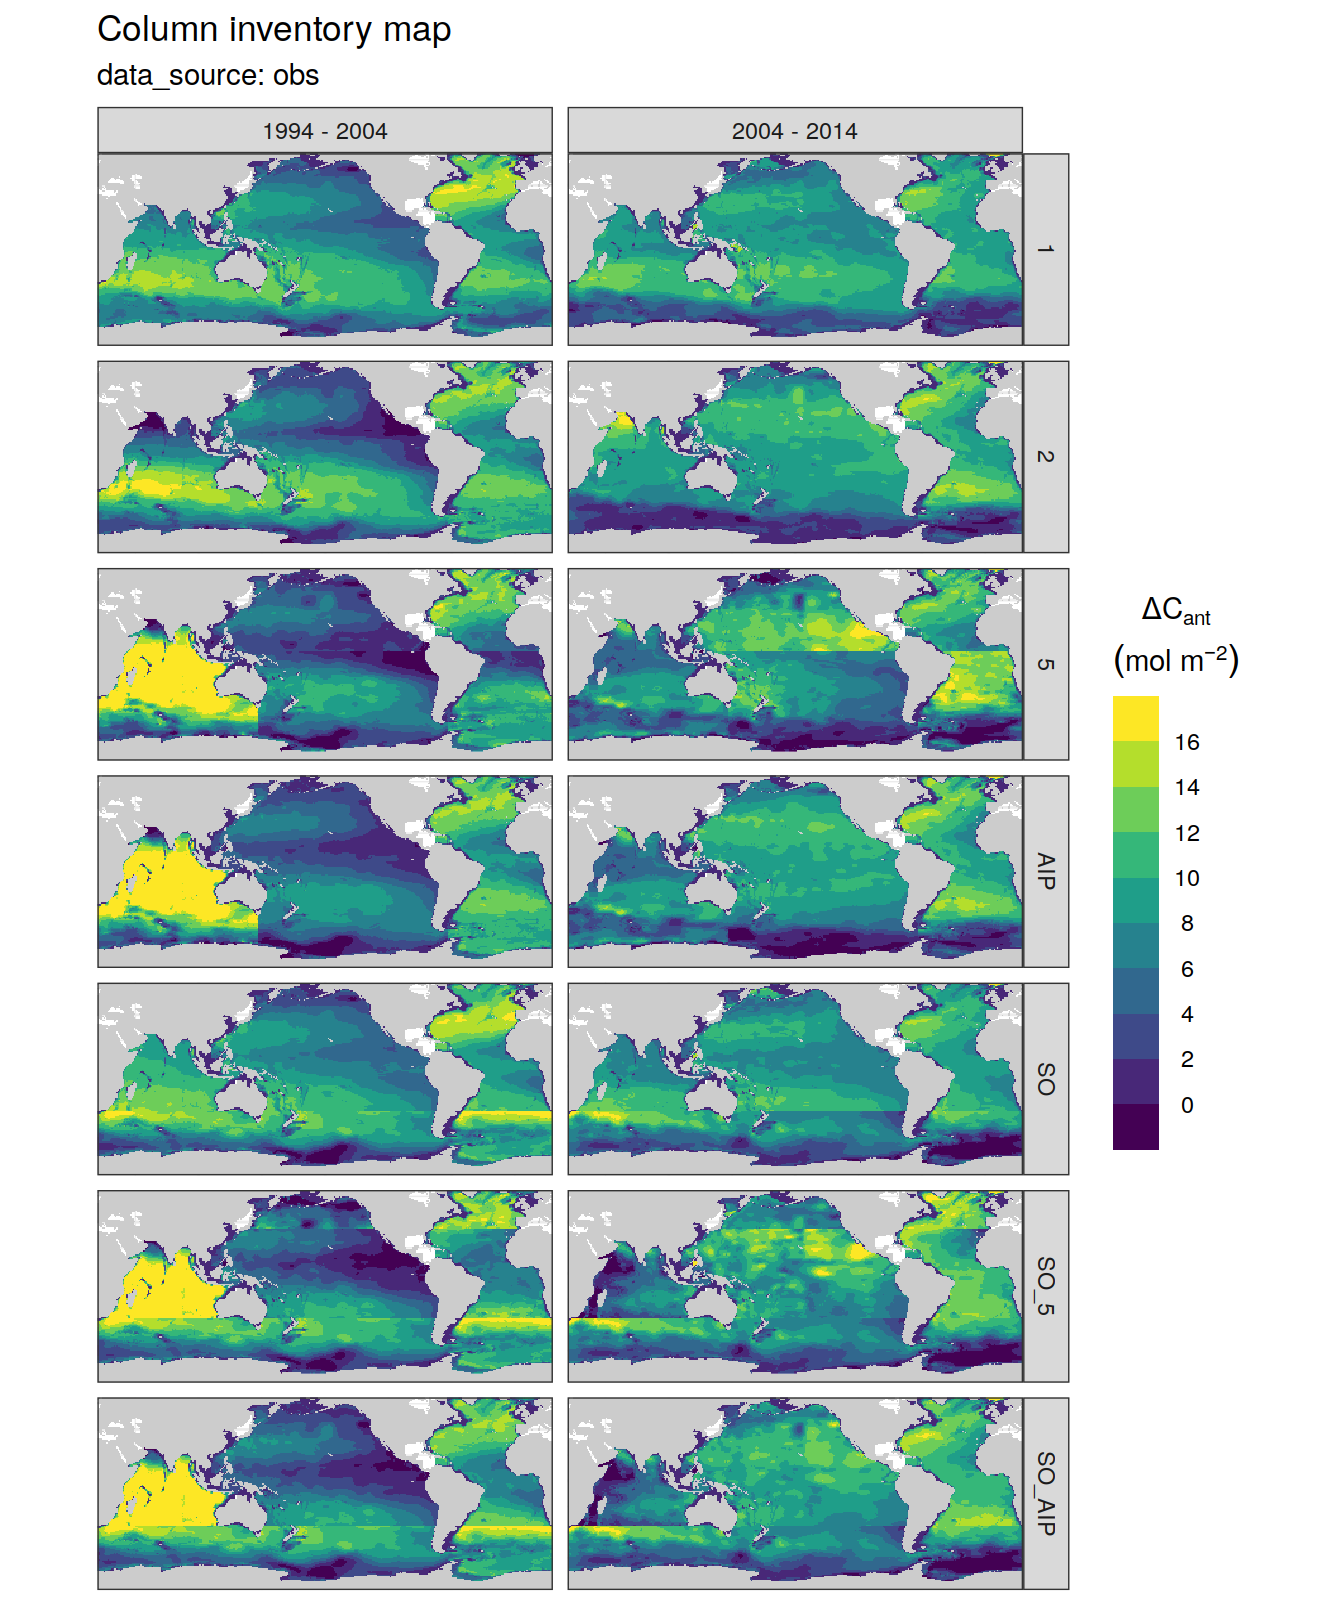 Column inventory map
data_source: obs
1994 - 2004
2004 - 2014
1
2
5
AIP
SO
SO_5
SO_AIP
ΔCant
(mol m−2)
16
14
12
10
8
6
4
2
0